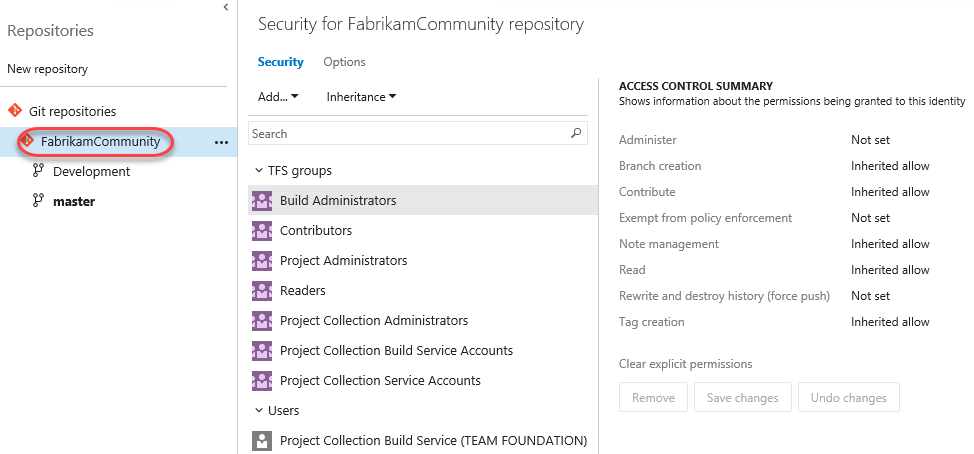 Repositories
New repository
Git repositories
FabrikamCommunity
Development
master
Security for FabrikamCommunity repository
Security Options
Add... Inheritance
Search
TFS groups
Build Administrators
Contributors
Project Administrators
Readers
Project Collection Administrators
Project Collection Build Service Accounts
Project Collection Service Accounts
Users
Project Collection Build Service (TEAM FOUNDATION)
ACCESS CONTROL SUMMARY
Shows information about the permissions being granted to this identity
Administer Not set
Branch creation Inherited allow
Contribute Inherited allow
Exempt from policy enforcement Not set
Note management Inherited allow
Read Inherited allow
Rewrite and destroy history (force push) Not set
Tag creation Inherited allow
Clear explicit permissions
Remove Save changes Undo changes